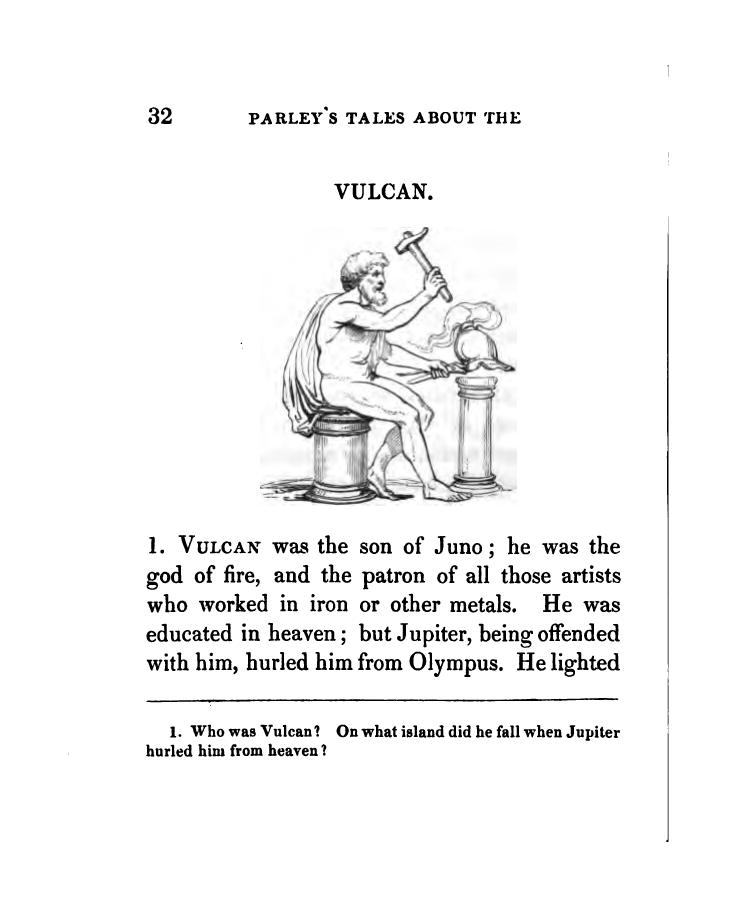 32 PARLEY'S TALES ABOUT THE
VULCAN.
1. VULCAN was the son of Juno; he was the
god of fire, and the patron of all those artists
who worked in iron or other metals. He was
educated in heaven; but Jupiter, being offended
with him, hurled him from Olympus. He lighted
1. Who was Vulcan? On what island did he fall when Jupiter
hurled him from heaven?